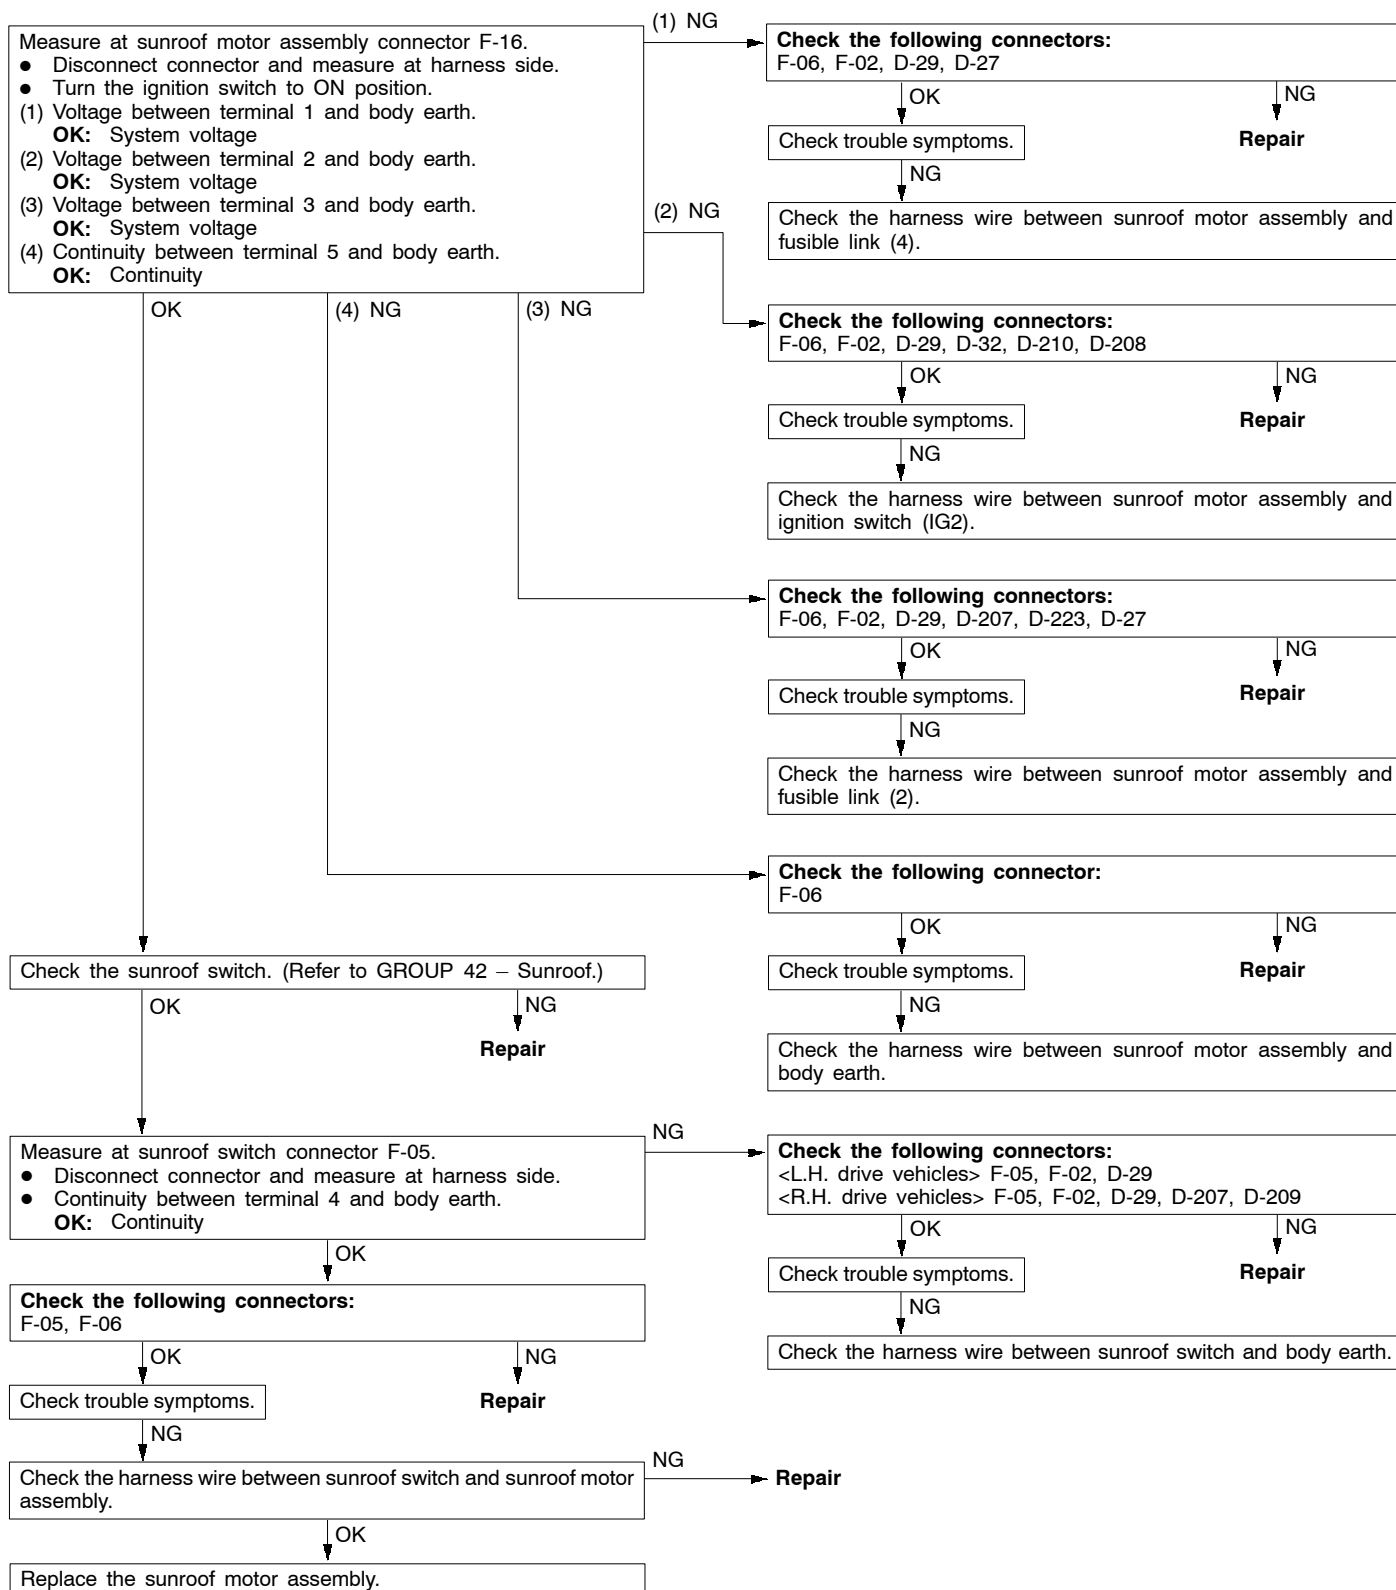 Measure at sunroof motor assembly connector F-16.
● Disconnect connector and measure at harness side.
● Turn the ignition switch to ON position.
(1) Voltage between terminal 1 and body earth.
OK: System voltage
(2) Voltage between terminal 2 and body earth.
OK: System voltage
(3) Voltage between terminal 3 and body earth.
OK: System voltage
(4) Continuity between terminal 5 and body earth.
OK: Continuity
(1) NG
Check the following connectors:
F-06, F-02, D-29, D-27
OK
NG
Check trouble symptoms.
Repair
NG
Check the harness wire between sunroof motor assembly and
fusible link (4).
(2) NG
Check the following connectors:
F-06, F-02, D-29, D-32, D-210, D-208
OK
NG
Check trouble symptoms.
Repair
NG
Check the harness wire between sunroof motor assembly and
ignition switch (IG2).
OK
(4) NG
(3) NG
Check the following connectors:
F-06, F-02, D-29, D-207, D-223, D-27
OK
NG
Check trouble symptoms.
Repair
NG
Check the harness wire between sunroof motor assembly and
fusible link (2).
Check the following connector:
F-06
OK
NG
Check trouble symptoms.
Repair
NG
Check the harness wire between sunroof motor assembly and
body earth.
Check the sunroof switch. (Refer to GROUP 42 – Sunroof.)
OK
NG
Repair
Measure at sunroof switch connector F-05.
● Disconnect connector and measure at harness side.
● Continuity between terminal 4 and body earth.
OK: Continuity
NG
Check the following connectors:
<L.H. drive vehicles> F-05, F-02, D-29
<R.H. drive vehicles> F-05, F-02, D-29, D-207, D-209
OK
NG
Check trouble symptoms.
Repair
NG
Check the harness wire between sunroof switch and body earth.
OK
Check the following connectors:
F-05, F-06
OK
NG
Check trouble symptoms.
Repair
NG
Check the harness wire between sunroof switch and sunroof motor
assembly.
NG
Repair
OK
Replace the sunroof motor assembly.